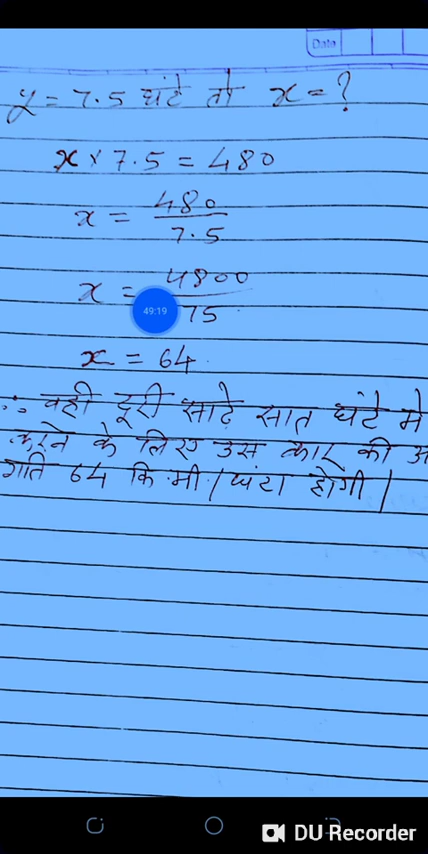 Date
y = 7.5 घंटे तो x = ?
x × 7.5 = 480
x = 480/7.5
x = 4800/75
49:19
x = 64
∴ वही दूरी साढ़े सात घंटे मे
करने के लिए उस कार की अ
गति 64 कि.मी / घंटा होगी |
DU Recorder